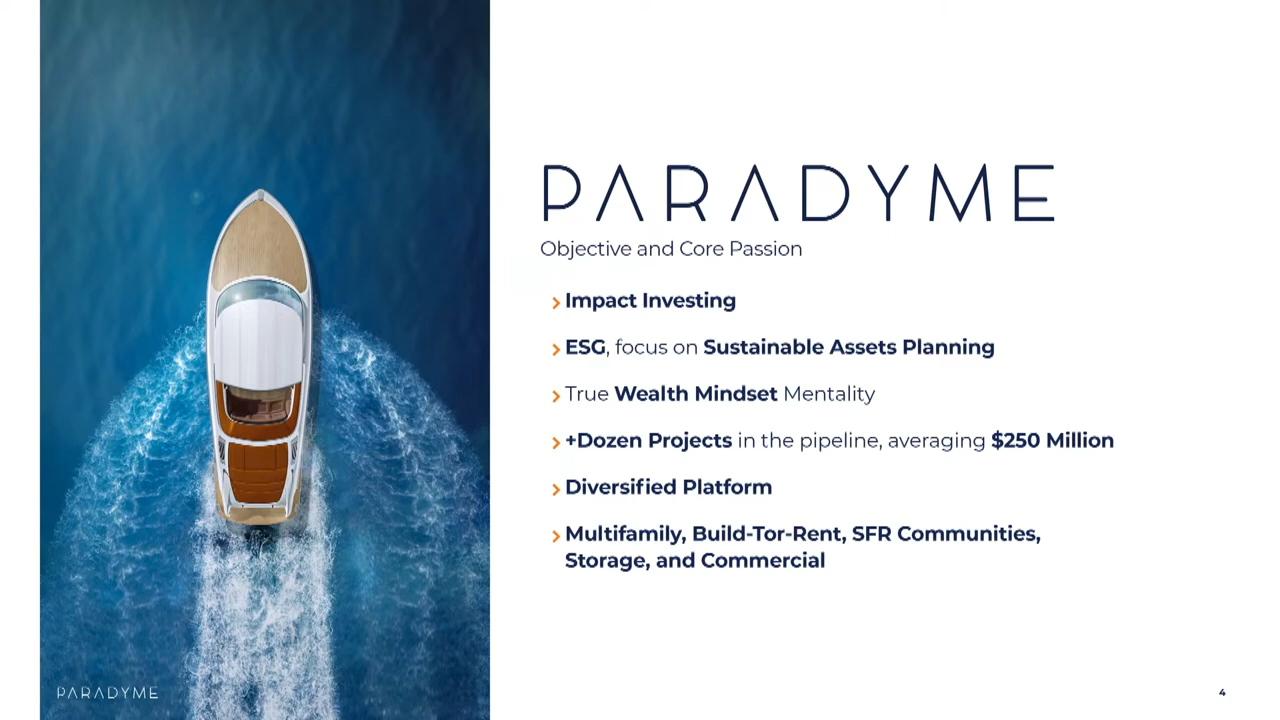 PARADYME
Objective and Core Passion
Impact Investing
ESG, focus on Sustainable Assets Planning
True Wealth Mindset Mentality
+Dozen Projects in the pipeline, averaging $250 Million
Diversified Platform
Multifamily, Build-Tor-Rent, SFR Communities,
Storage, and Commercial
PARADYME
4